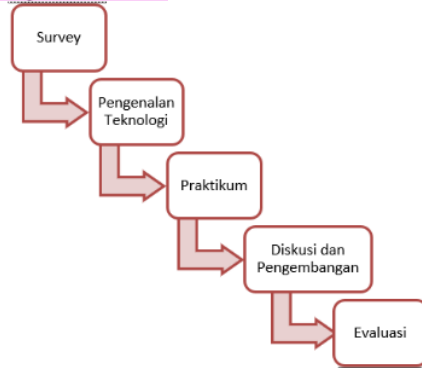 Survey
Pengenalan
Teknologi
Praktikum
Diskusi dan
Pengembangan
Evaluasi